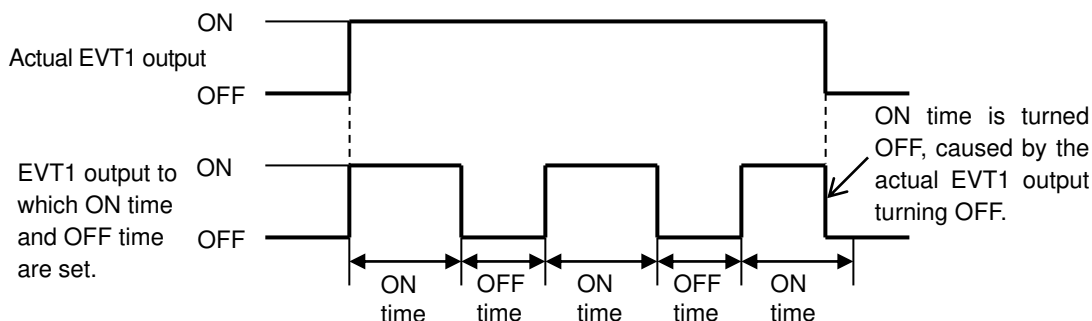 ON
Actual EVT1 output
OFF
ON time is turned
OFF, caused by the
actual EVT1 output
turning OFF.
EVT1 output to
which ON time
and OFF time
are set.
ON
OFF
ON
time
OFF
time
ON
time
OFF
time
ON
time